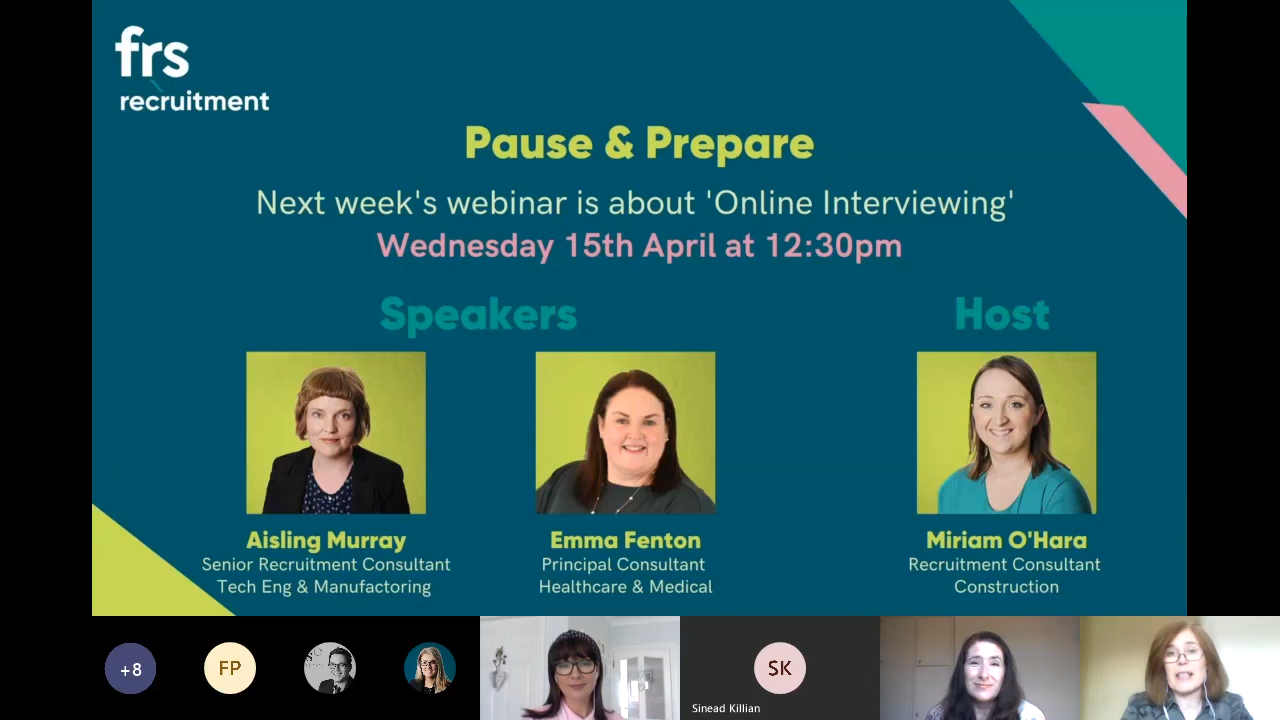 frs
recruitment
Pause & Prepare
Next week's webinar is about 'Online Interviewing'
Wednesday 15th April at 12:30pm
Speakers
Host
Aisling Murray
Senior Recruitment Consultant
Tech Eng & Manufactoring
Emma Fenton
Principal Consultant
Healthcare & Medical
Miriam O'Hara
Recruitment Consultant
Construction
+8
FP
SK
Sinead Killian